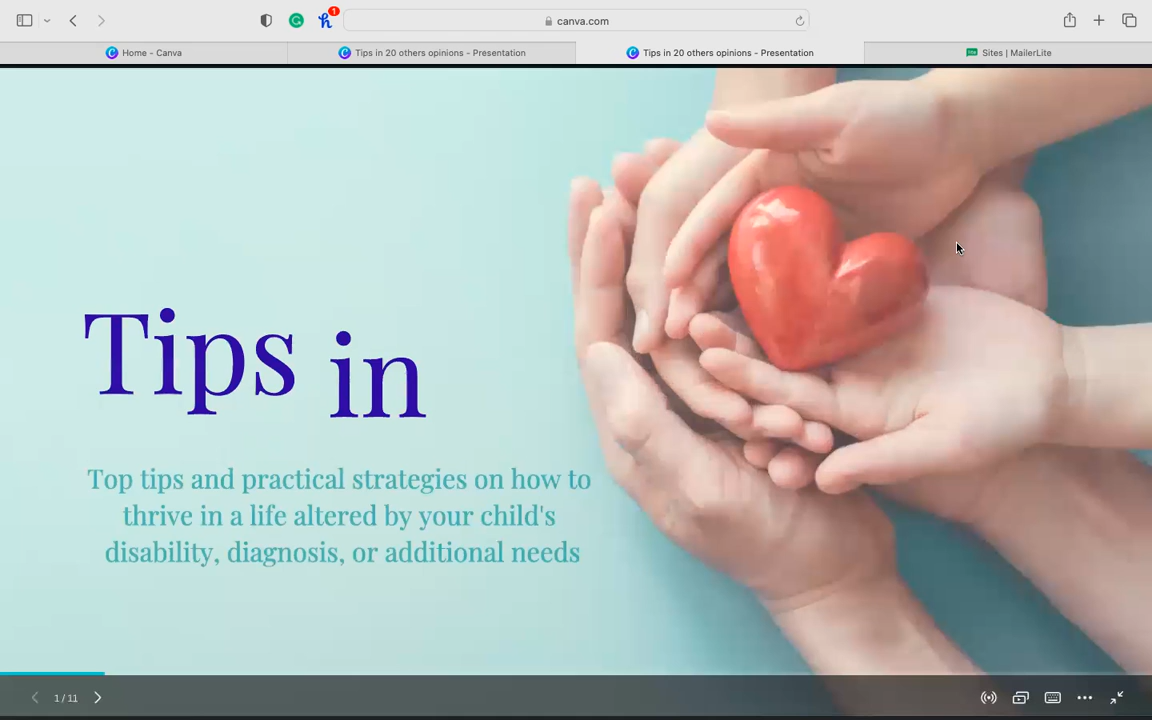 1
canva.com
Home - Canva
Tips in 20 others opinions - Presentation
Tips in 20 others opinions - Presentation
Sites | MailerLite
Tips in
Top tips and practical strategies on how to
thrive in a life altered by your child's
disability, diagnosis, or additional needs
1 / 11